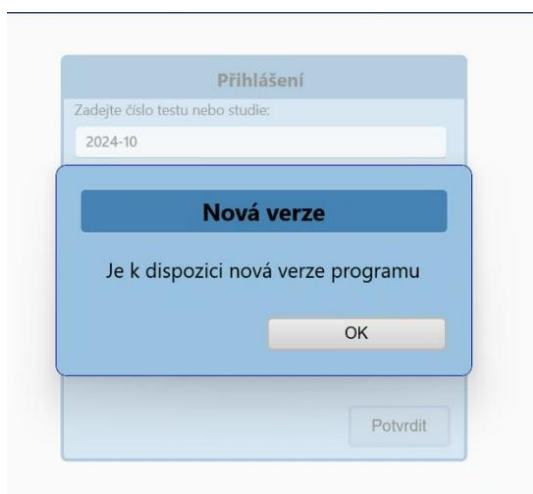 Přihlášení
Zadejte číslo testu nebo studie:
2024-10
Nová verze
Je k dispozici nová verze programu
OK
Potvrdit